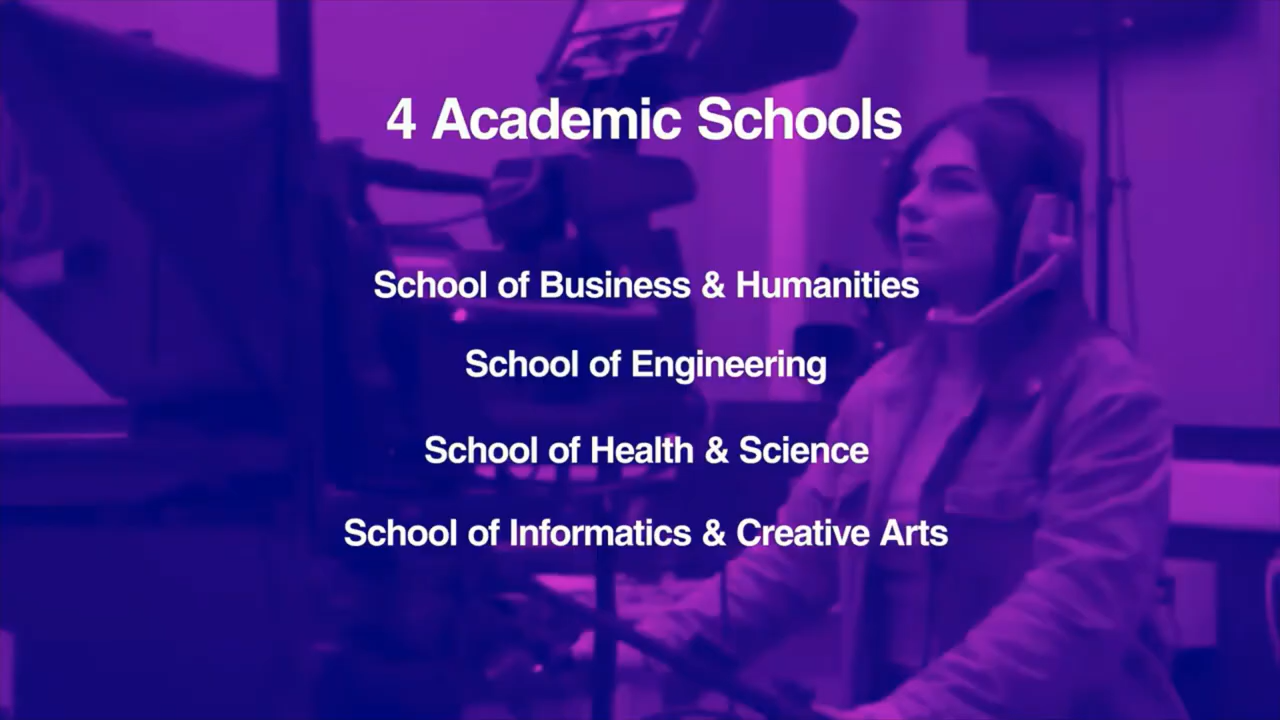 4 Academic Schools
School of Business & Humanities
School of Engineering
School of Health & Science
School of Informatics & Creative Arts